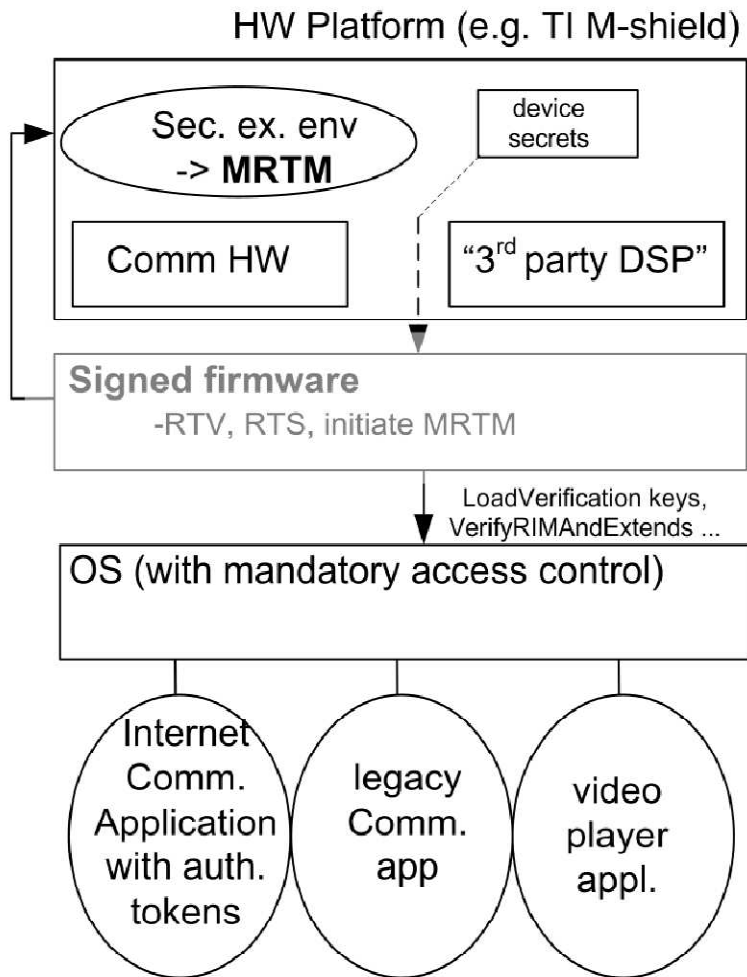 HW Platform (e.g. TI M-shield)
Sec. ex. env
-> MRTM
device
secrets
Comm HW
“3rd party DSP”
Signed firmware
-RTV, RTS, initiate MRTM
LoadVerification keys,
VerifyRIMAndExtends ...
OS (with mandatory access control)
Internet
Comm.
Application
with auth.
tokens
legacy
Comm.
app
video
player
appl.